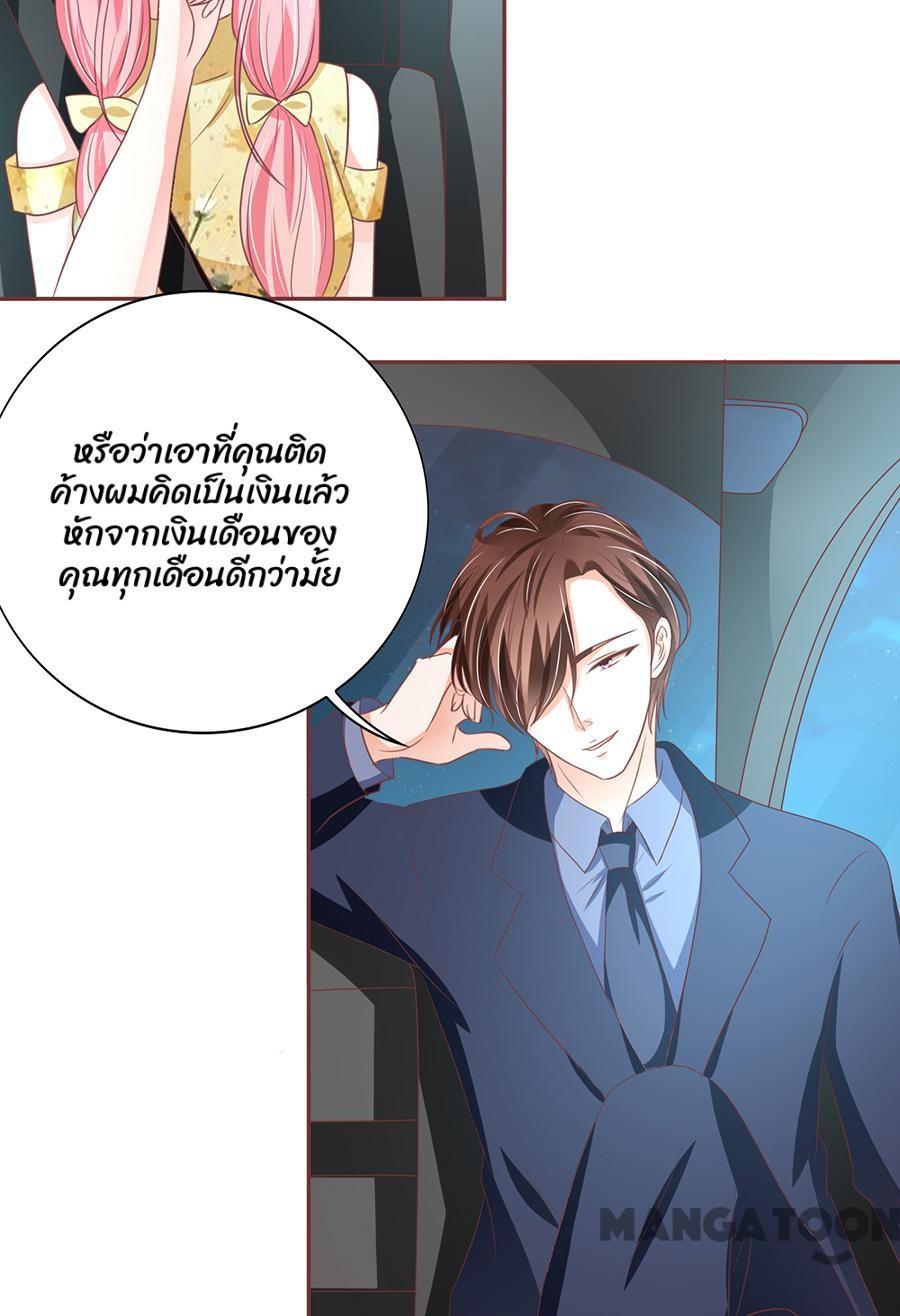 หรือว่าเอาที่คุณติด
ค้างผมคิดเป็นเงินแล้ว
หักจากเงินเดือนของ
คุณทุกเดือนดีกว่ามั้ย
MANGATOON